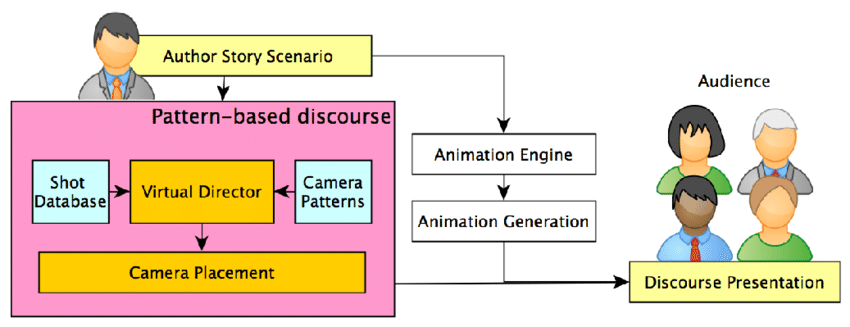 Author Story Scenario
Audience
Pattern-based discourse
Animation Engine
Shot
Database
Virtual Director
Camera
Patterns
Animation Generation
Camera Placement
Discourse Presentation